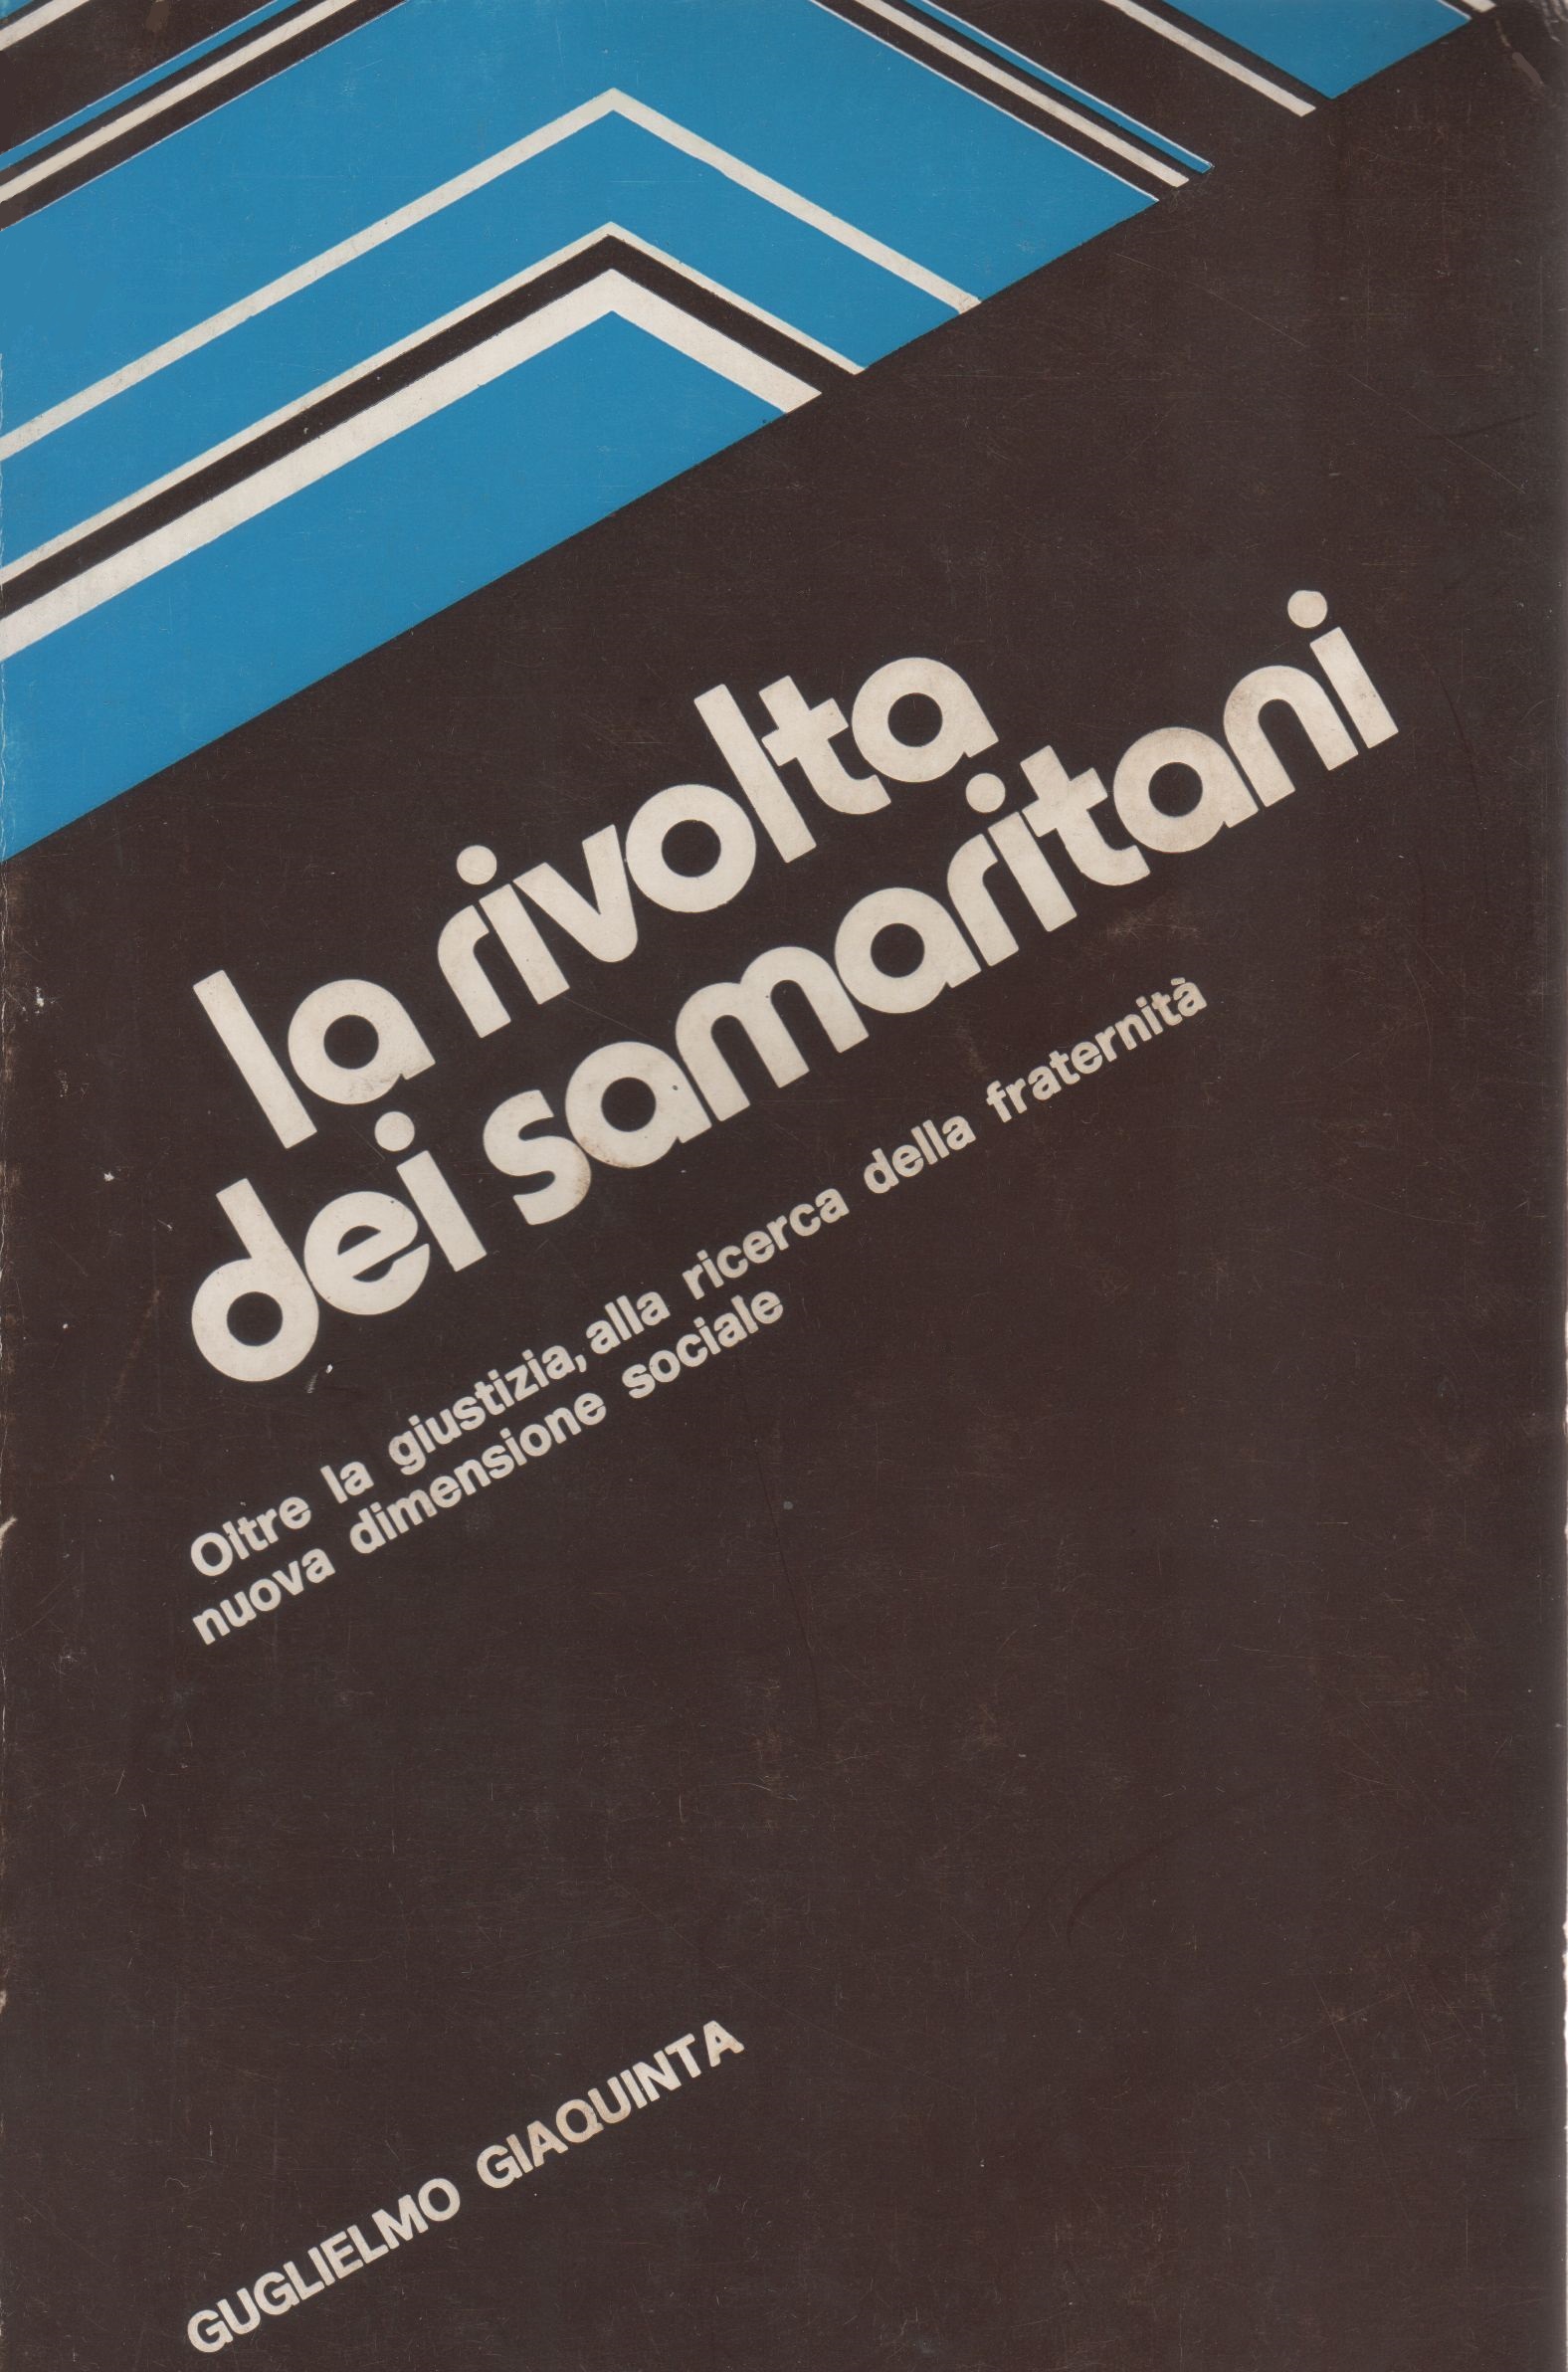 la rivolta
dei samaritani
Oltre la giustizia, alla ricerca della fraternità
nuova dimensione sociale
GUGLIELMO GIAQUINTA